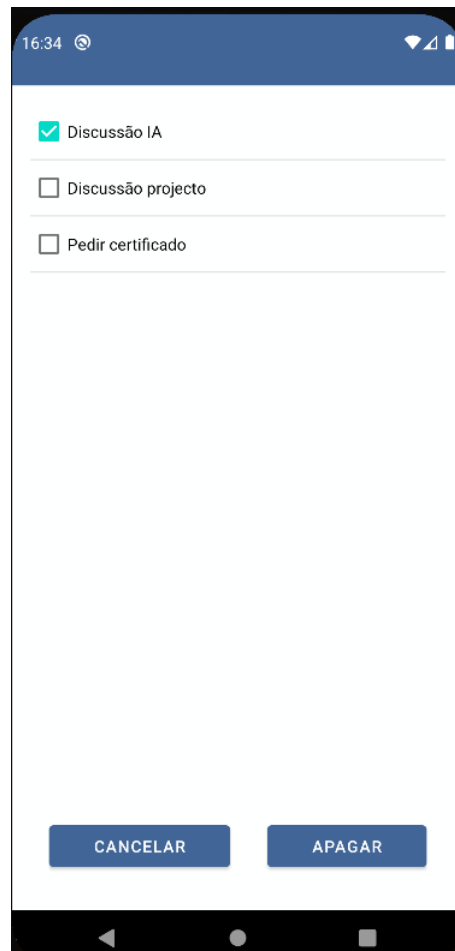 16:34
Discussão IA
Discussão projecto
Pedir certificado
CANCELAR APAGAR